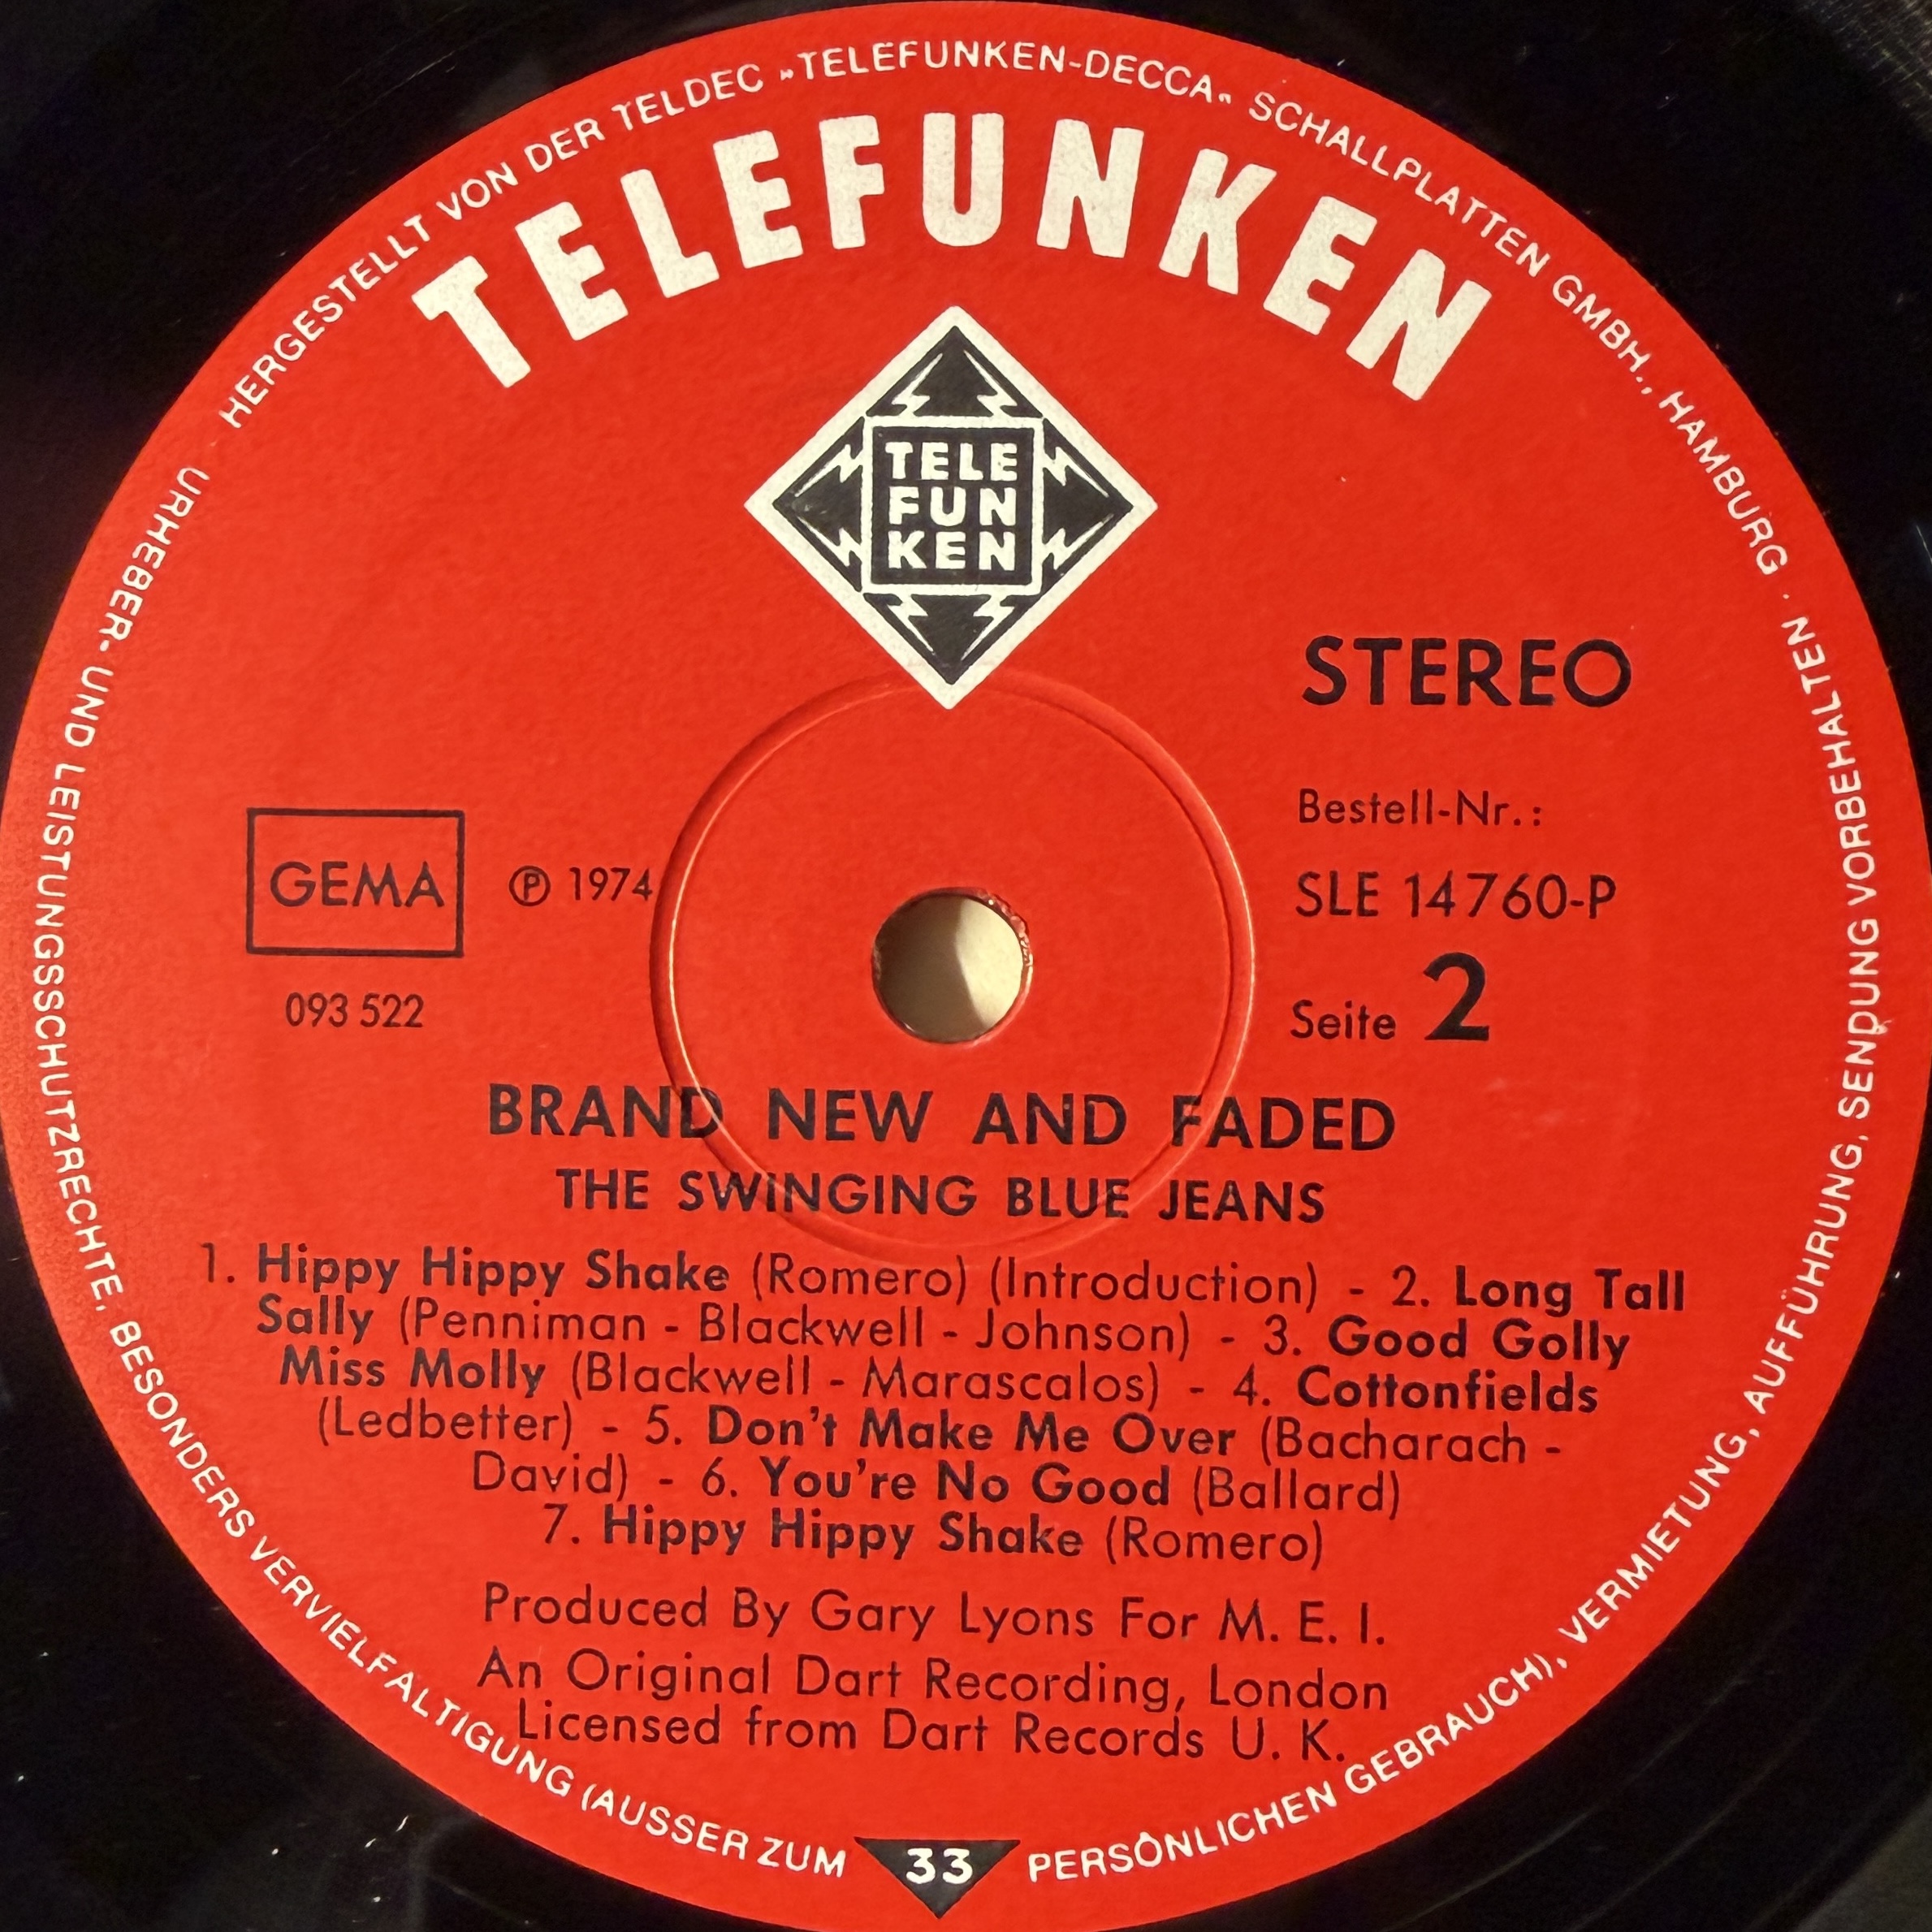 HERGESTELLT VON DER TELDEC »TELEFUNKEN-DECCA« SCHALLPLATTEN GMBH., HAMBURG ·
URHEBER- UND LEISTUNGSSCHUTZRECHTE, BESONDERS VERVIELFÄLTIGUNG (AUSSER ZUM PERSÖNLICHEN GEBRAUCH), VERMIETUNG, AUFFÜHRUNG, SENDUNG VORBEHALTEN
TELEFUNKEN
TELE
FUN
KEN
STEREO
Bestell-Nr.:
SLE 14760-P
Seite 2
GEMA
℗ 1974
093 522
BRAND NEW AND FADED
THE SWINGING BLUE JEANS
1. Hippy Hippy Shake (Romero) (Introduction) - 2. Long Tall
Sally (Penniman - Blackwell - Johnson) - 3. Good Golly
Miss Molly (Blackwell - Marascalos) - 4. Cottonfields
(Ledbetter) - 5. Don't Make Me Over (Bacharach -
David) - 6. You're No Good (Ballard)
7. Hippy Hippy Shake (Romero)
Produced By Gary Lyons For M. E. I.
An Original Dart Recording, London
Licensed from Dart Records U. K.
33